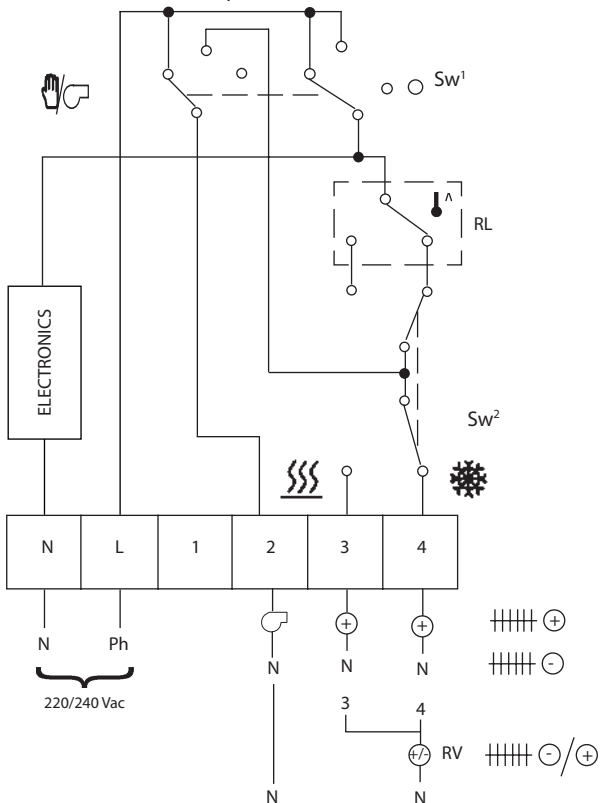 Sw¹
RL
ELECTRONICS
Sw²
N L 1 2 3 4
+ + +
N Ph N N N -
220/240 Vac
3 4
+/- RV -/+
N N